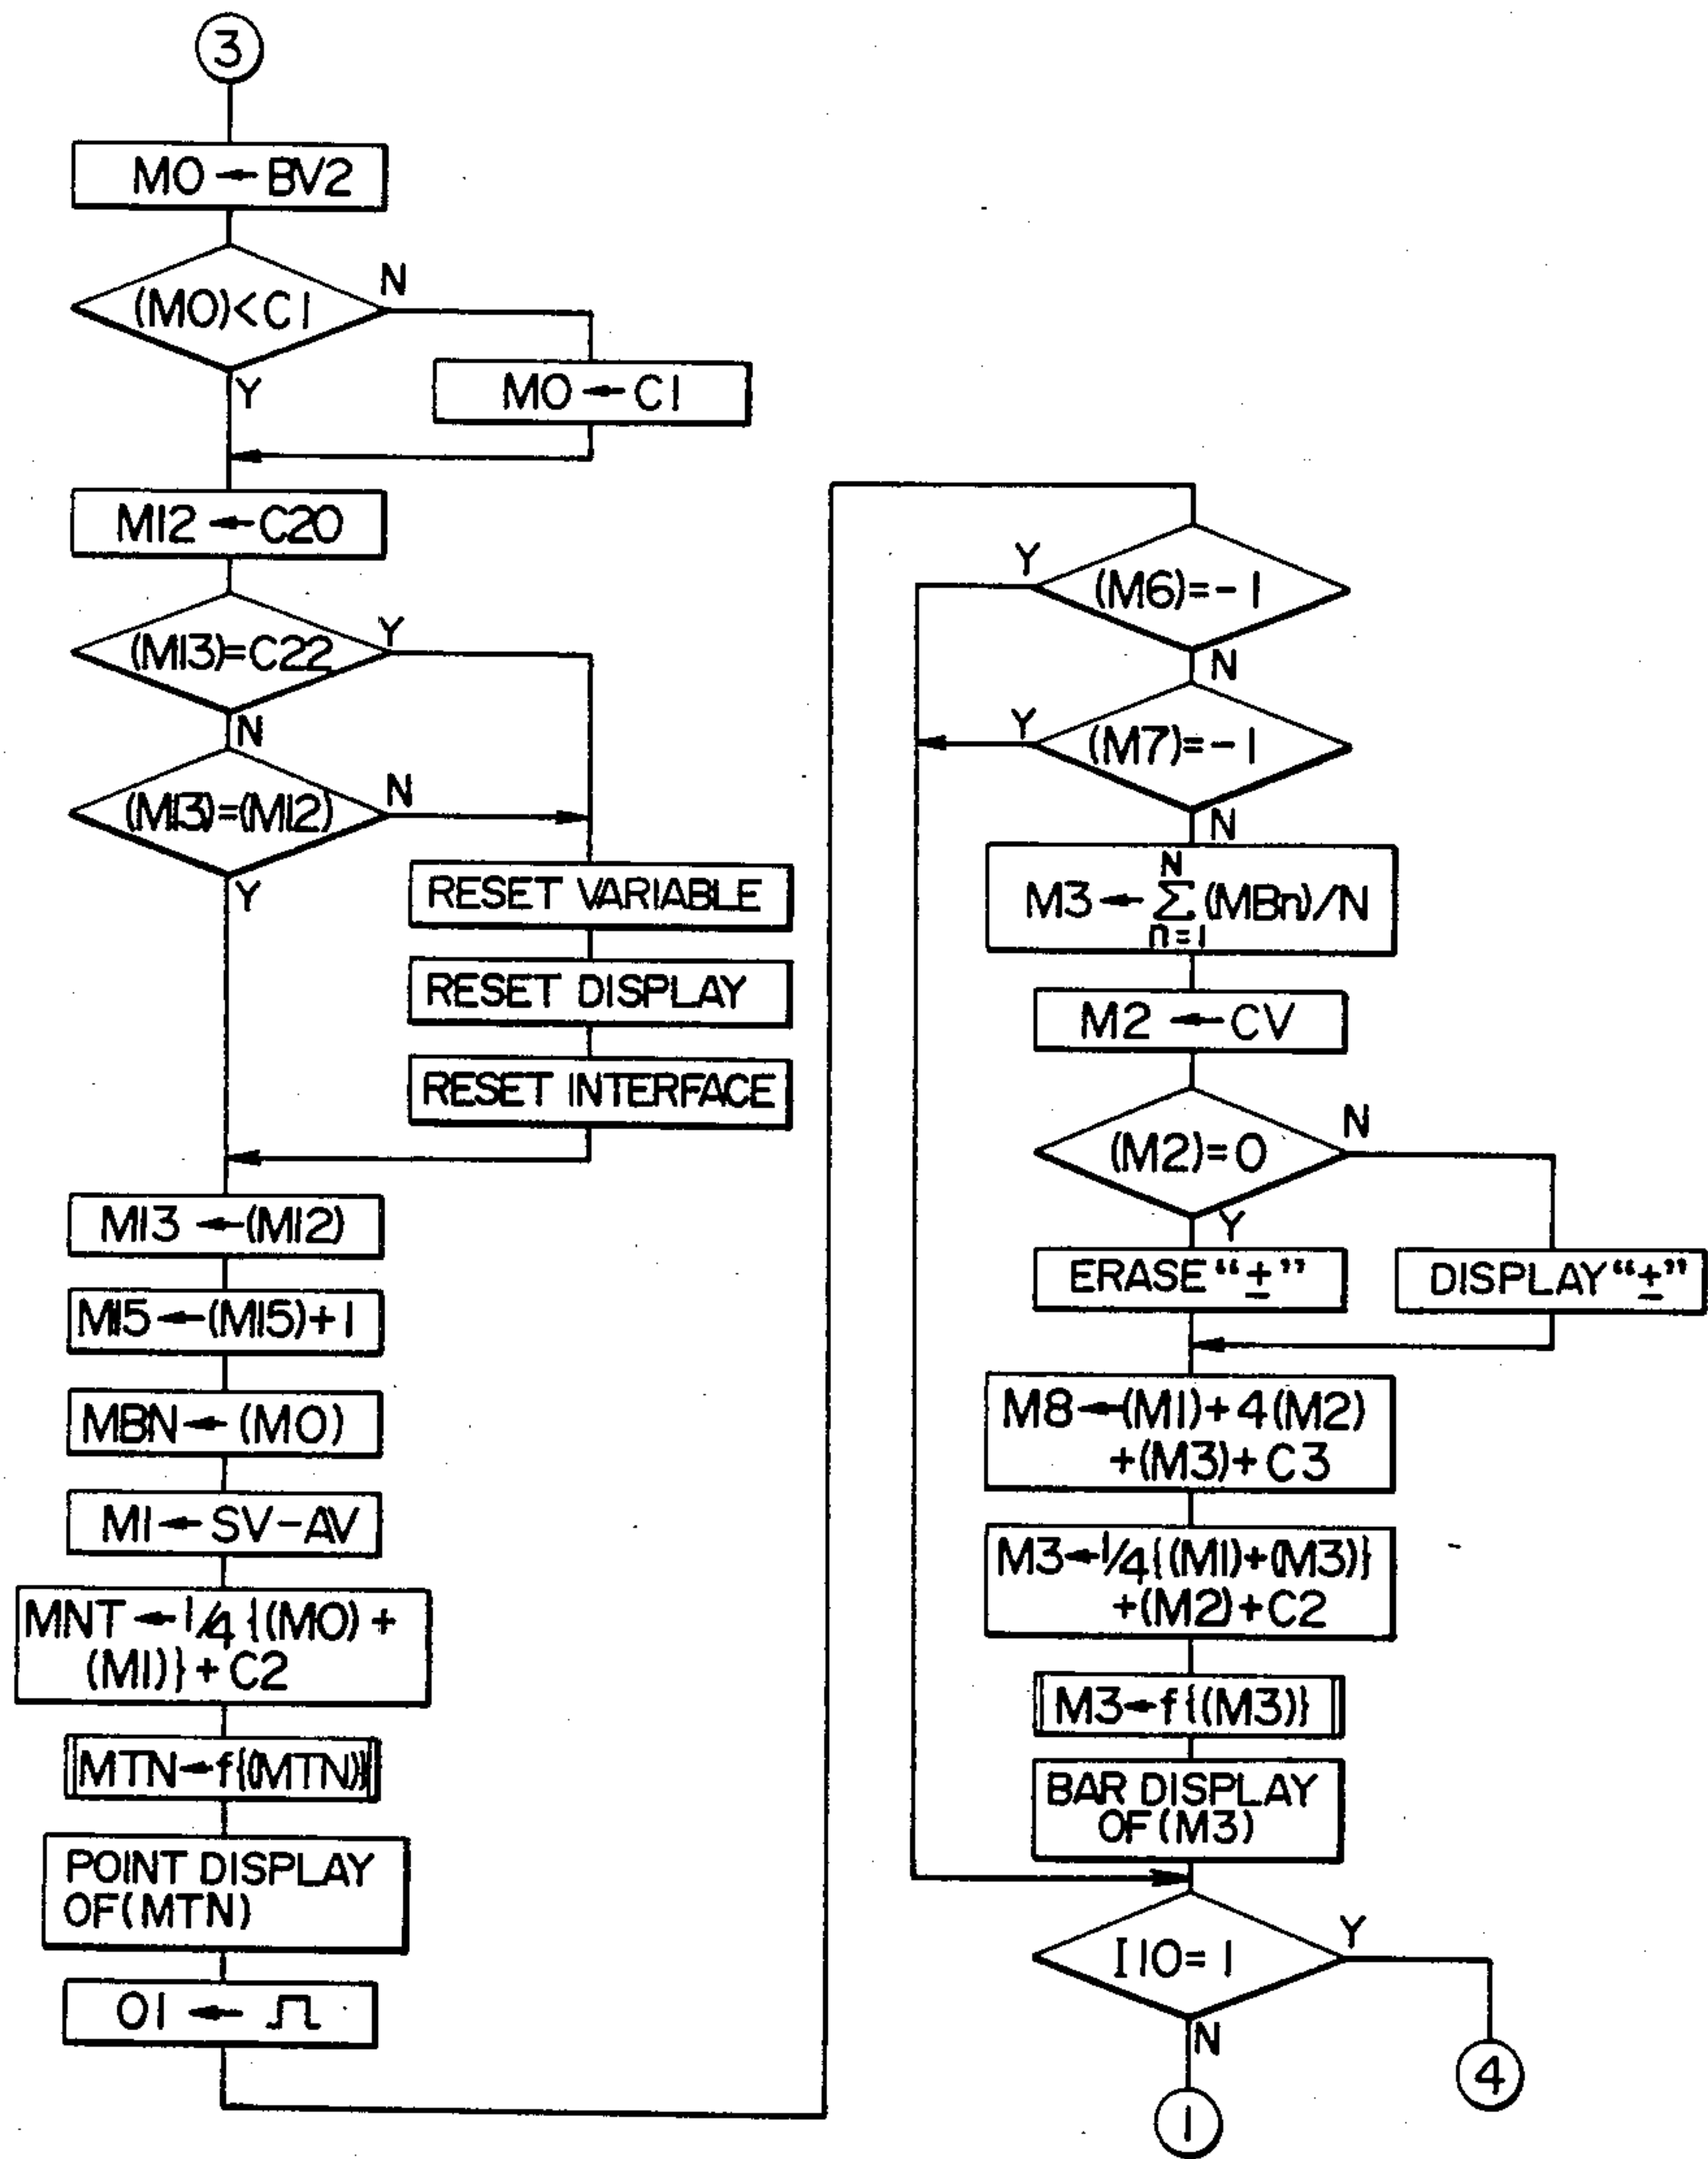 3
MO ← BV2
(MO)<C1
N
Y
MO ← C1
M12 ← C20
(M13)=C22
Y
N
(M13)=(M12)
N
Y
RESET VARIABLE
RESET DISPLAY
RESET INTERFACE
M13 ← (M12)
M15 ← (M15)+1
MBN ← (MO)
M1 ← SV-AV
MNT ← 1/4 {(MO) +
(M1)} + C2
MTN ← f{(MTN)}
POINT DISPLAY
OF(MTN)
O1 ←
(M6)=-1
Y
N
(M7)=-1
Y
N
M3 ← N∑n=1 (MBn)/N
M2 ← CV
(M2)=0
N
Y
ERASE "±"
DISPLAY "±"
M8 ← (M1)+4(M2)
+(M3)+C3
M3 ← 1/4{(M1)+(M3)}
+(M2)+C2
M3 ← f{(M3)}
BAR DISPLAY
OF(M3)
I10=1
Y
N
4
1